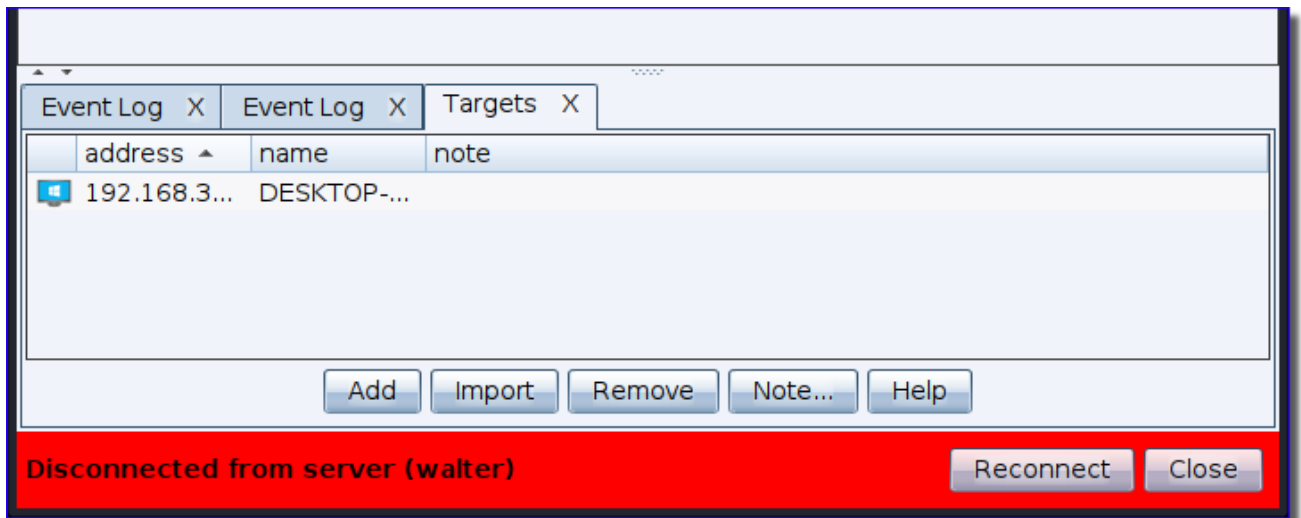 Event Log X Event Log X Targets X
address name note
192.168.3... DESKTOP-...
Add Import Remove Note... Help
Disconnected from server (walter) Reconnect Close